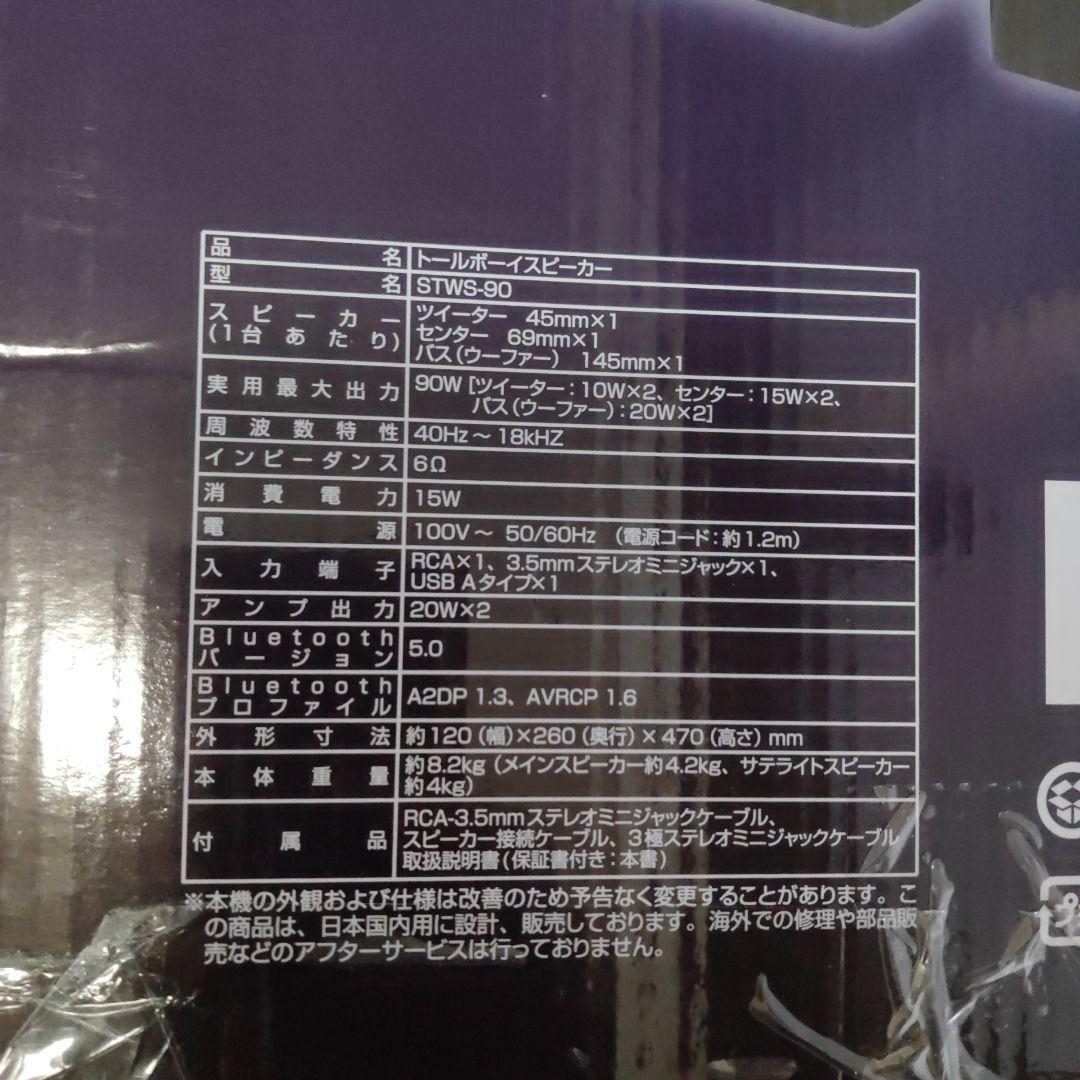 品名 トールボーイスピーカー
型名 STWS-90
スピーカー ツイーター 45mm×1
(1台あたり) センター 69mm×1
バス(ウーファー) 145mm×1
実用最大出力 90W [ツイーター:10W×2、センター:15W×2、
バス(ウーファー):20W×2]
周波数特性 40Hz～18kHZ
インピーダンス 6Ω
消費電力 15W
電源 100V～ 50/60Hz (電源コード:約1.2m)
入力端子 RCA×1、3.5mmステレオミニジャック×1、
USB Aタイプ×1
アンプ出力 20W×2
Bluetooth
バージョン 5.0
Bluetooth
プロファイル A2DP 1.3、AVRCP 1.6
外形寸法 約120(幅)×260(奥行)×470(高さ)mm
本体重量 約8.2kg(メインスピーカー約4.2kg、サテライトスピーカー
約4kg)
付属品 RCA-3.5mmステレオミニジャックケーブル、
スピーカー接続ケーブル、3極ステレオミニジャックケーブル
取扱説明書(保証書付き:本書)
※本機の外観および仕様は改善のため予告なく変更することがあります。こ
の商品は、日本国内用に設計、販売しております。海外での修理や部品販
売などのアフターサービスは行っておりません。
プ